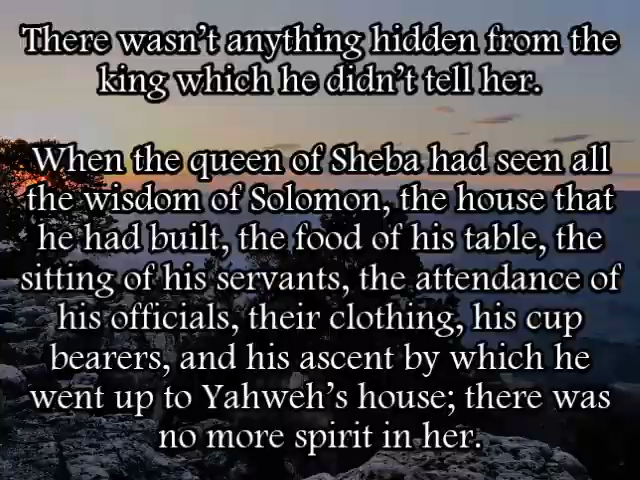 There wasn’t anything hidden from the
king which he didn’t tell her.
When the queen of Sheba had seen all
the wisdom of Solomon, the house that
he had built, the food of his table, the
sitting of his servants, the attendance of
his officials, their clothing, his cup
bearers, and his ascent by which he
went up to Yahweh’s house; there was
no more spirit in her.